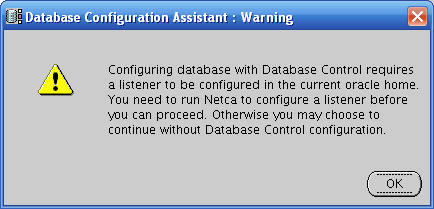 Database Configuration Assistant : Warning
Configuring database with Database Control requires
a listener to be configured in the current oracle home.
You need to run Netca to configure a listener before
you can proceed. Otherwise you may choose to
continue without Database Control configuration.
OK